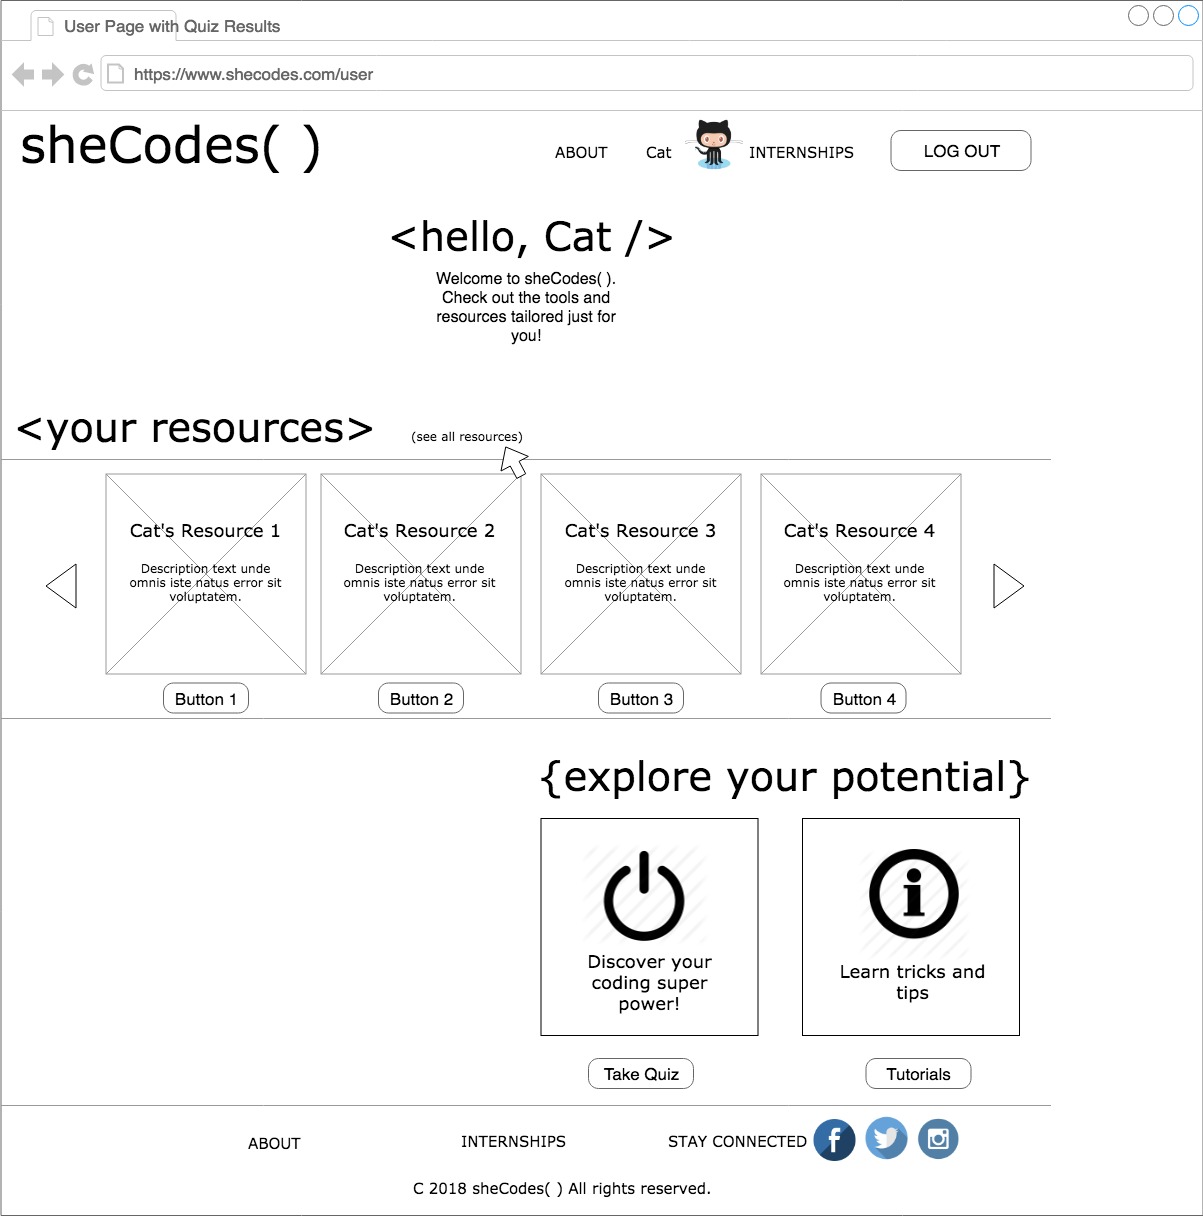 User Page with Quiz Results
https://www.shecodes.com/user
sheCodes( )
ABOUT
Cat
INTERNSHIPS
LOG OUT
<hello, Cat />
Welcome to sheCodes( ).
Check out the tools and
resources tailored just for
you!
<your resources>
(see all resources)
Cat's Resource 1
Description text unde
omnis iste natus error sit
voluptatem.
Cat's Resource 2
Description text unde
omnis iste natus error sit
voluptatem.
Cat's Resource 3
Description text unde
omnis iste natus error sit
voluptatem.
Cat's Resource 4
Description text unde
omnis iste natus error sit
voluptatem.
Button 1
Button 2
Button 3
Button 4
{explore your potential}
Discover your
coding super
power!
Learn tricks and
tips
Take Quiz
Tutorials
ABOUT
INTERNSHIPS
STAY CONNECTED
C 2018 sheCodes( ) All rights reserved.